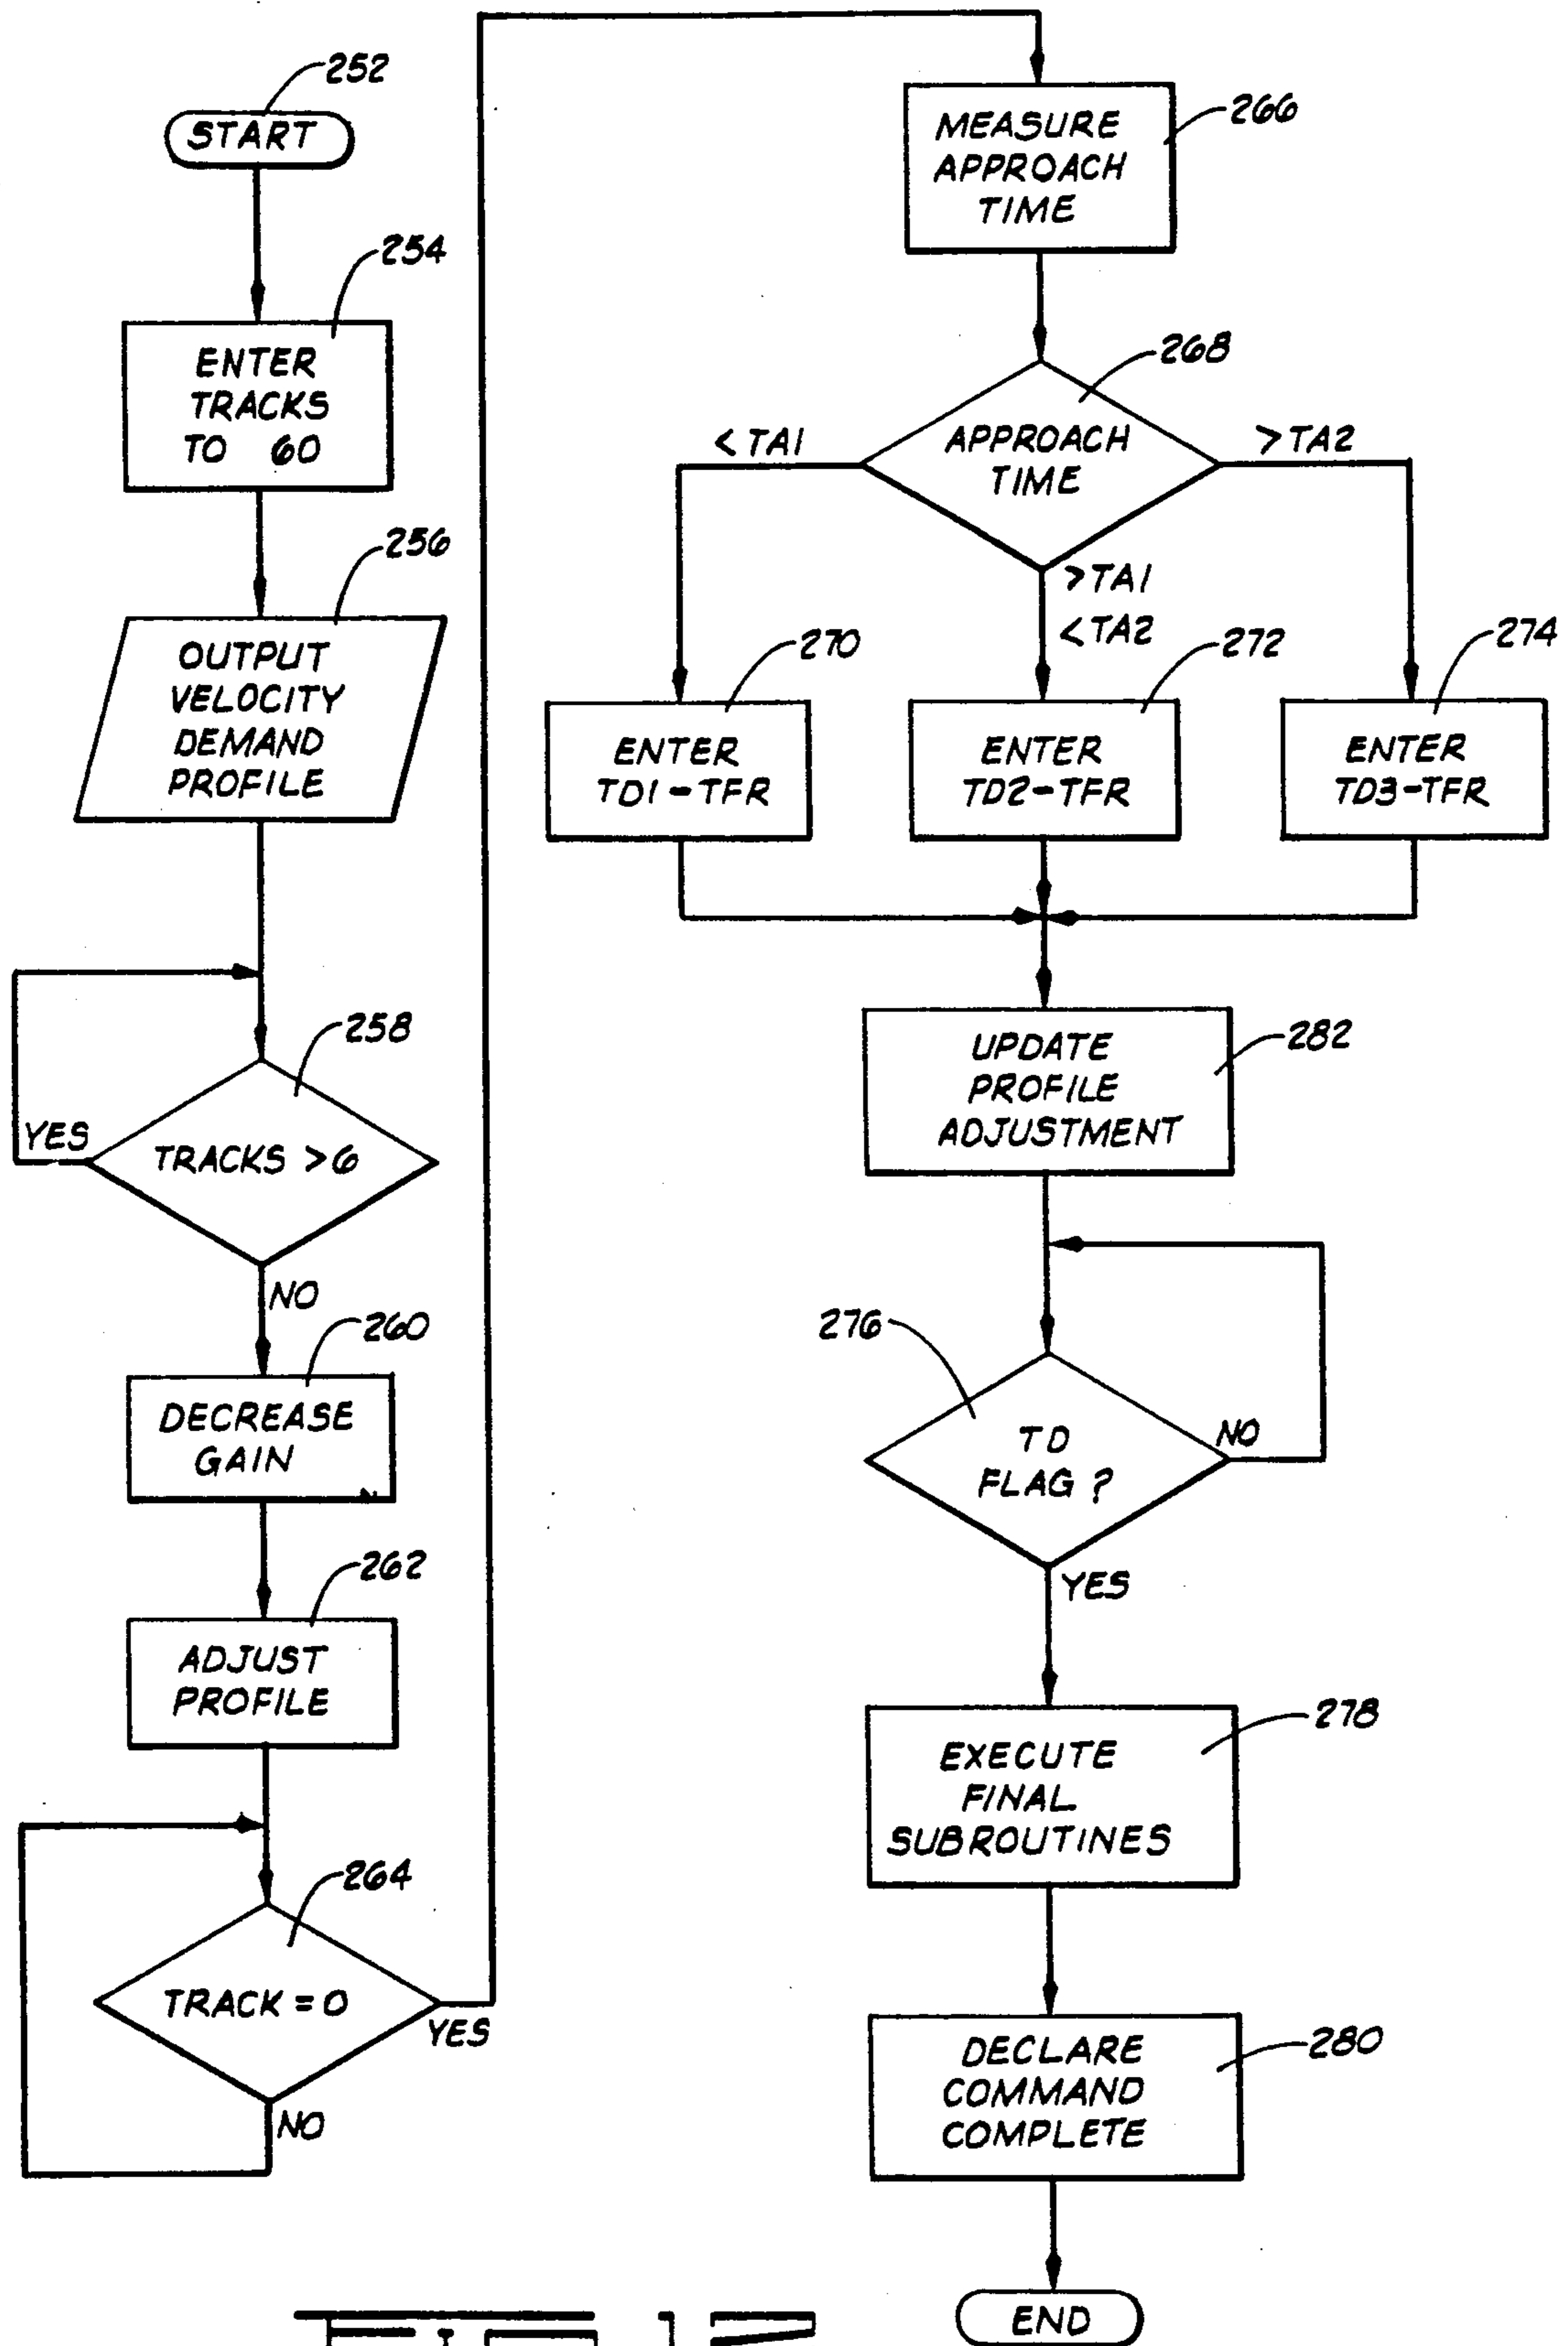 252
START
254
ENTER
TRACKS
TO 60
256
OUTPUT
VELOCITY
DEMAND
PROFILE
258
YES
TRACKS >6
NO
260
DECREASE
GAIN
262
ADJUST
PROFILE
264
TRACK = 0
YES
NO
266
MEASURE
APPROACH
TIME
268
APPROACH
TIME
< TA1
>TA2
>TA1
<TA2
270
ENTER
TD1-TFR
272
ENTER
TD2-TFR
274
ENTER
TD3-TFR
282
UPDATE
PROFILE
ADJUSTMENT
276
TD
FLAG ?
NO
YES
278
EXECUTE
FINAL
SUBROUTINES
280
DECLARE
COMMAND
COMPLETE
END